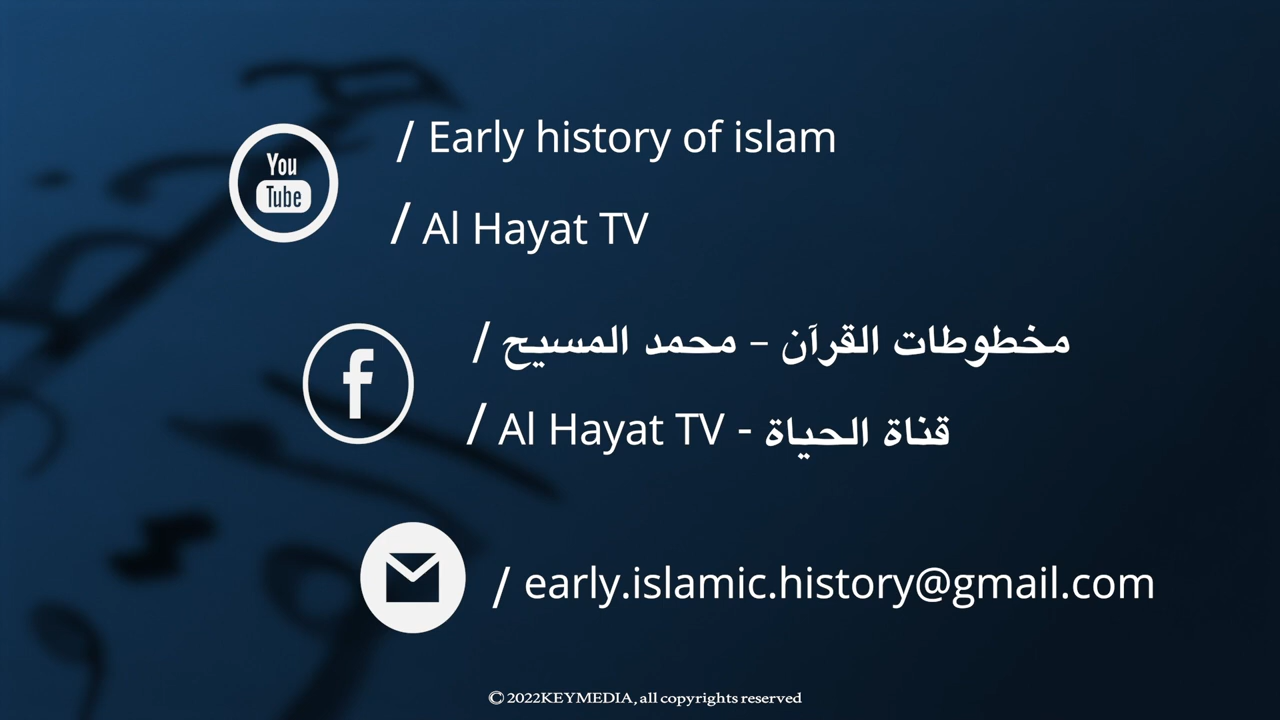 You
Tube
/ Early history of islam
/ Al Hayat TV
f
/ مخطوطات القرآن – محمد المسيح
/ Al Hayat TV - قناة الحياة
/ early.islamic.history@gmail.com
© 2022KEYMEDIA, all copyrights reserved